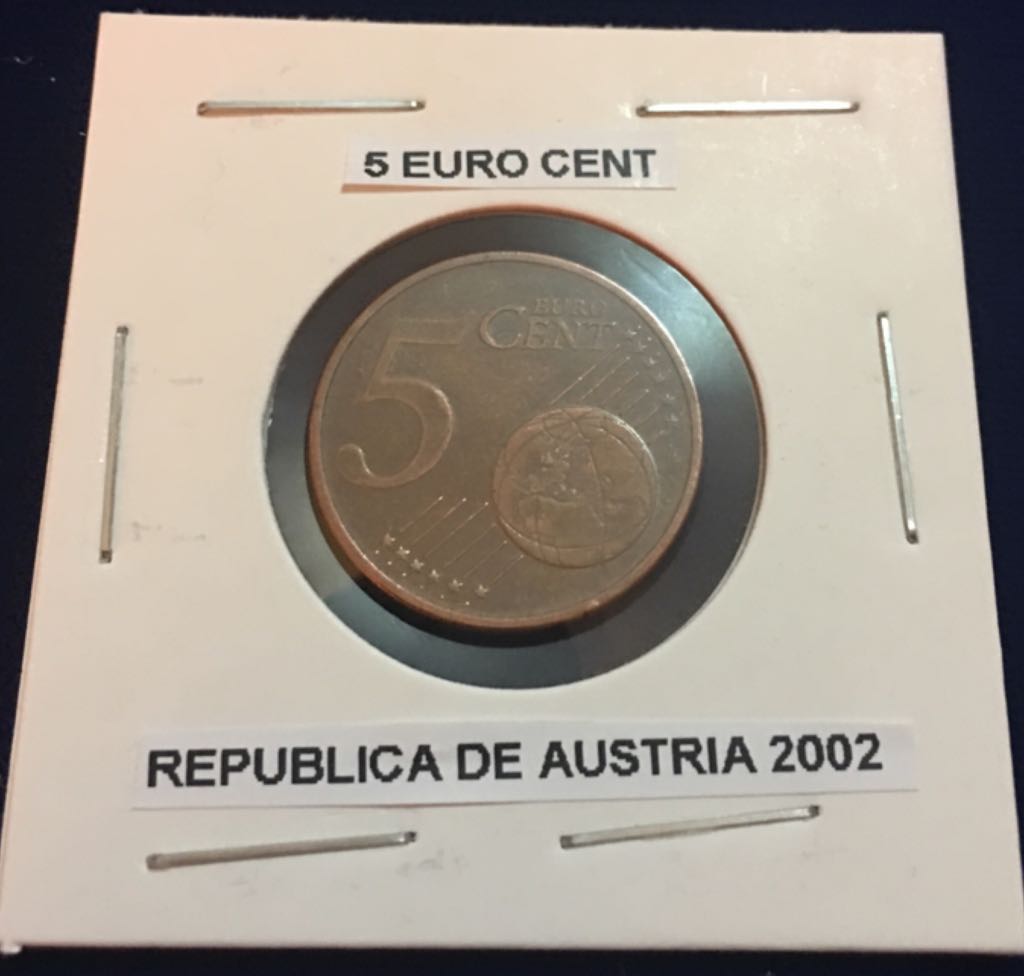 5 EURO CENT
5
EURO
CENT
REPUBLICA DE AUSTRIA 2002